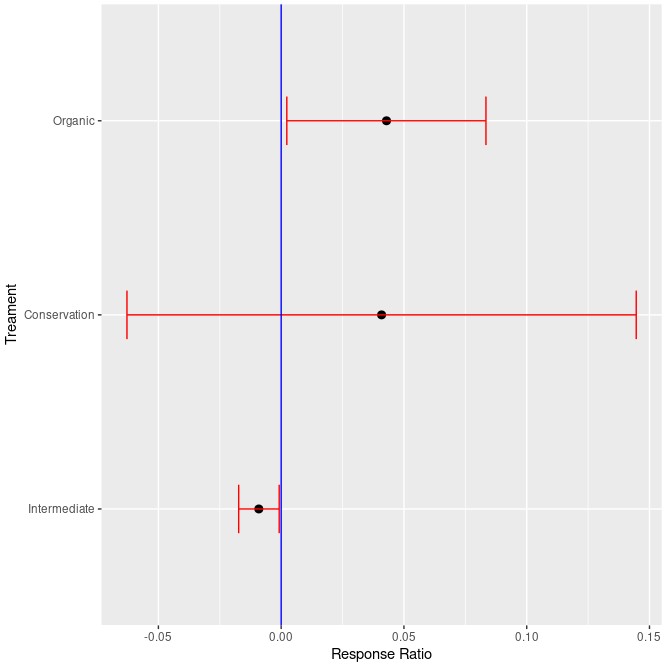 Organic
Conservation
Intermediate
Treament
-0.05 0.00 0.05 0.10 0.15
Response Ratio